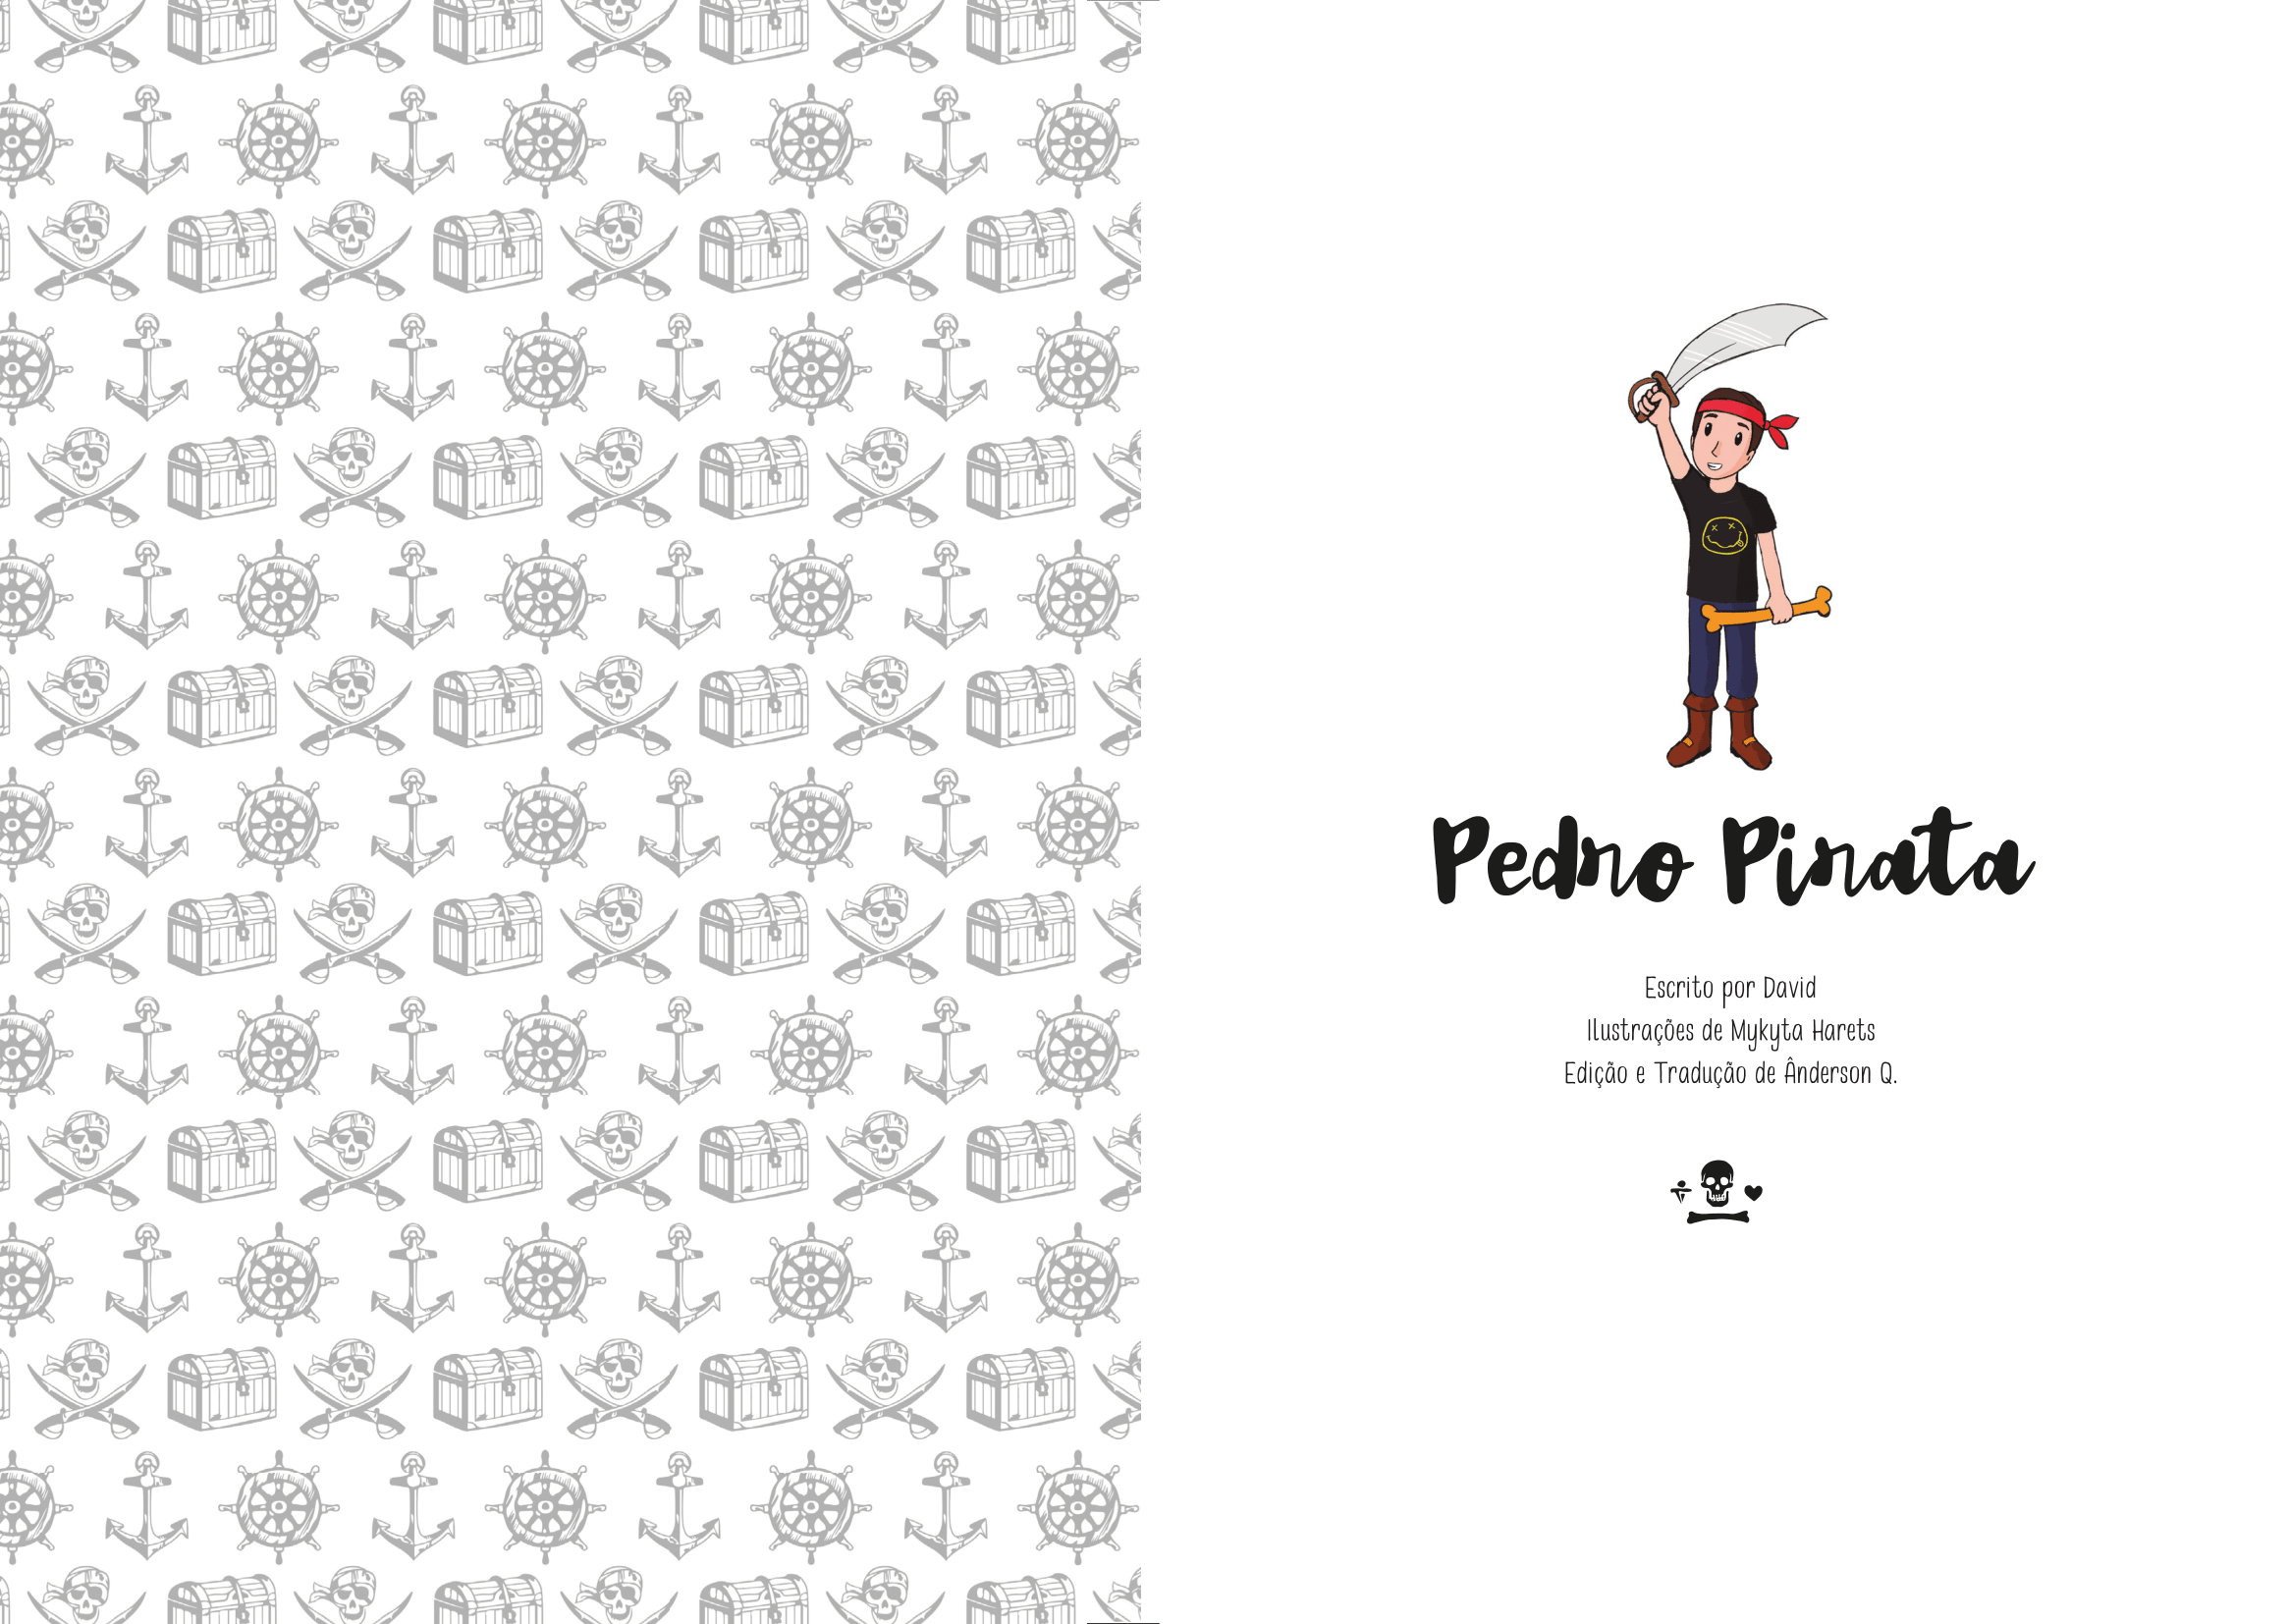 Pedro Pirata
Escrito por David
Ilustrações de Mykyta Harets
Edição e Tradução de Ânderson Q.